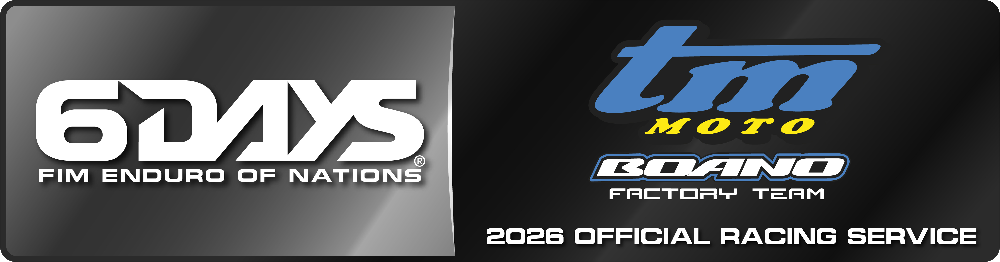 6DAYS®
FIM ENDURO OF NATIONS
tm
MOTO
BOANO
FACTORY TEAM
2026 OFFICIAL RACING SERVICE